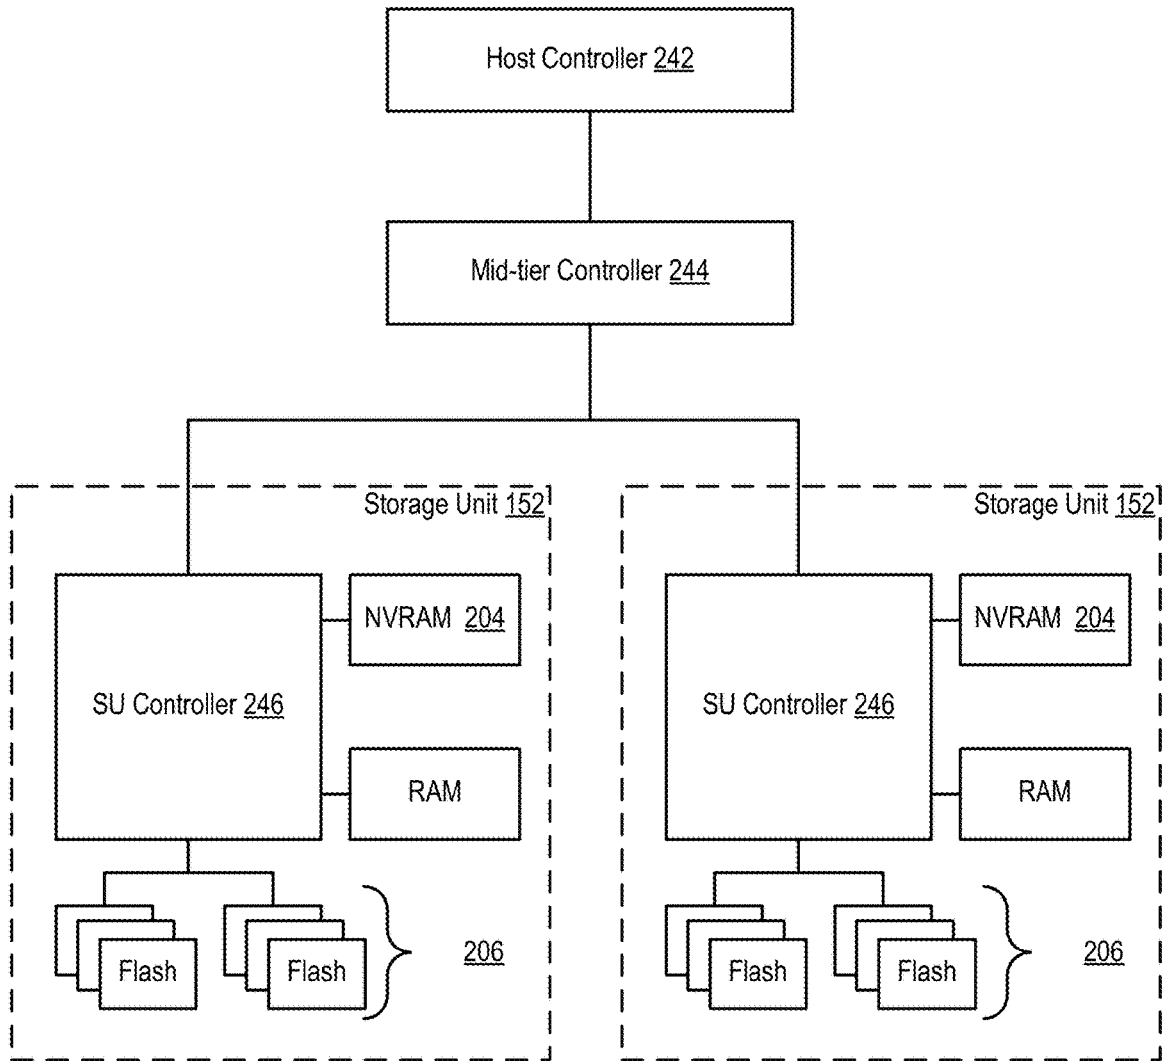 Host Controller 242
Mid-tier Controller 244
Storage Unit 152
Storage Unit 152
NVRAM 204
NVRAM 204
SU Controller 246
SU Controller 246
RAM
RAM
206
206
Flash
Flash
Flash
Flash